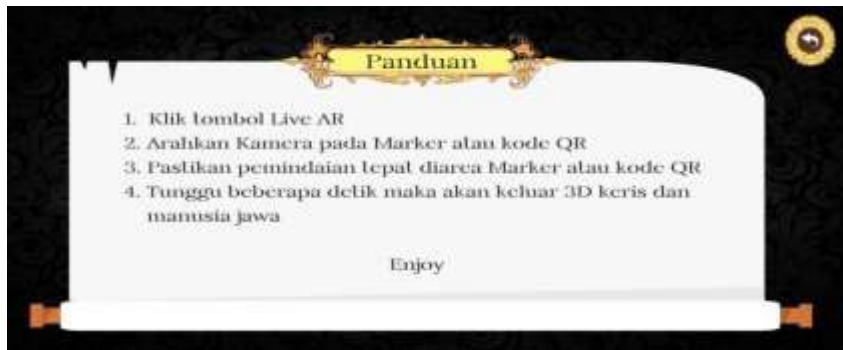 Panduan
1. Klik tombol Live AR
2. Arahkan Kamera pada Marker atau kode QR
3. Pastikan pemindaian tepat diarea Marker atau kode QR
4. Tunggu beberapa detik maka akan keluar 3D keris dan
manusia jawa
Enjoy